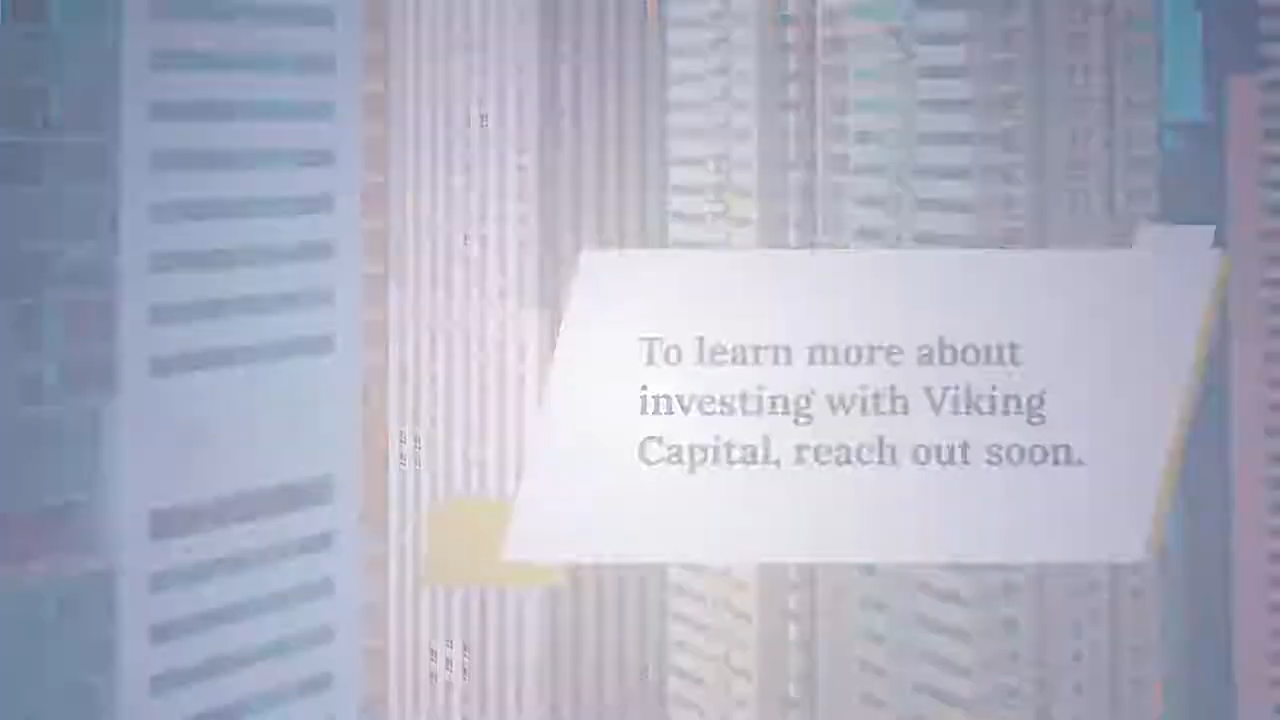 To learn more about
investing with Viking
Capital, reach out soon.